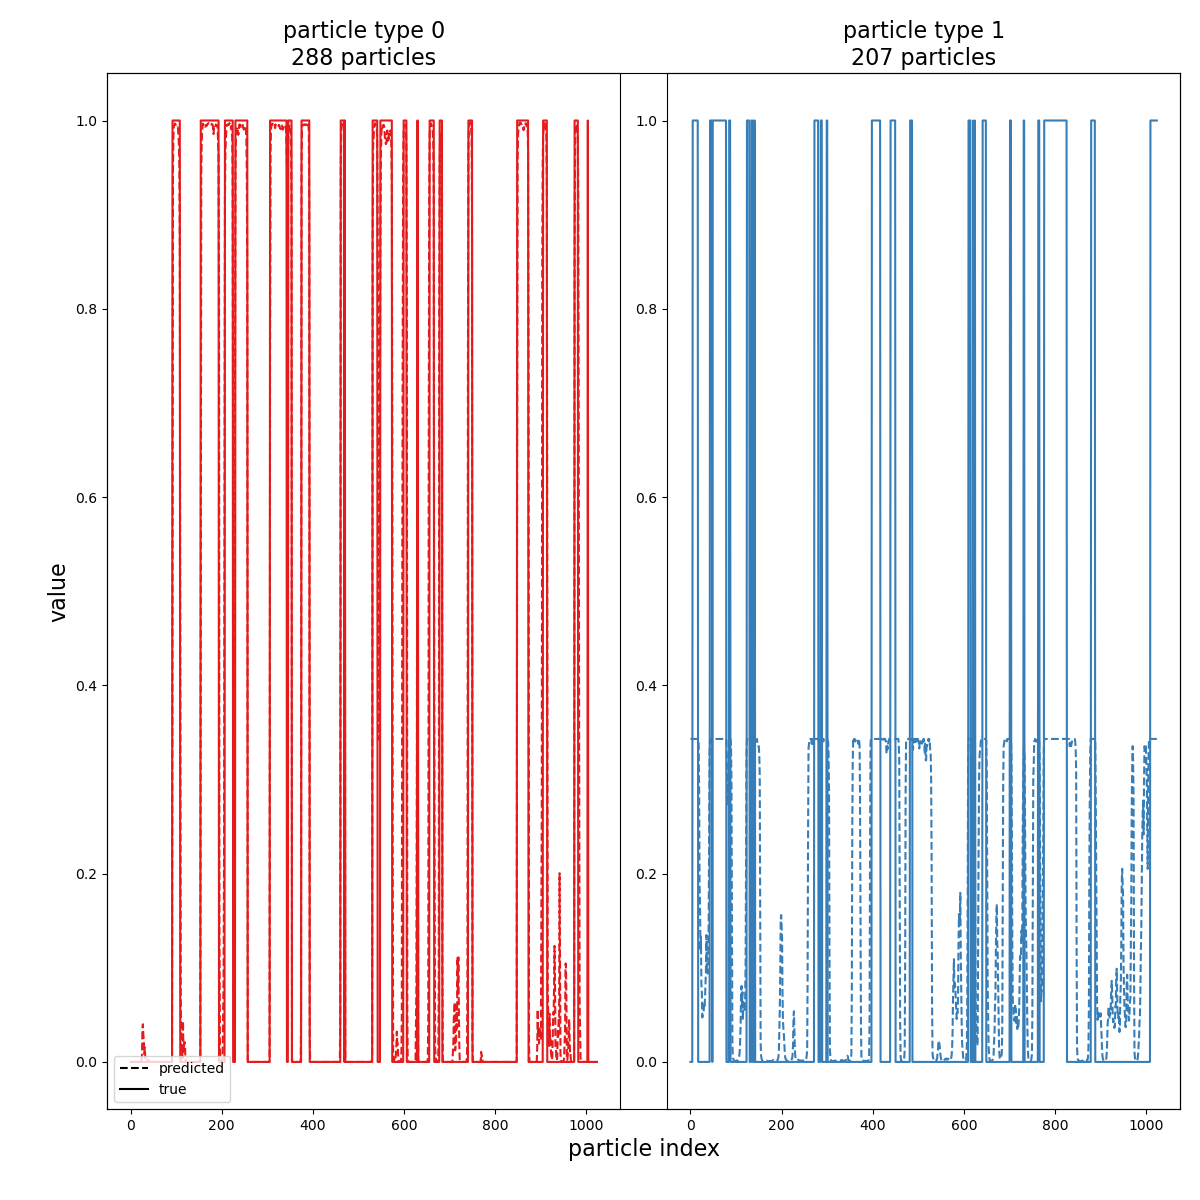 particle type 0
288 particles
particle type 1
207 particles
1.0
0.8
0.6
0.4
0.2
0.0
1.0
0.8
0.6
0.4
0.2
0.0
value
predicted
true
0 200 400 600 800 1000
0 200 400 600 800 1000
particle index